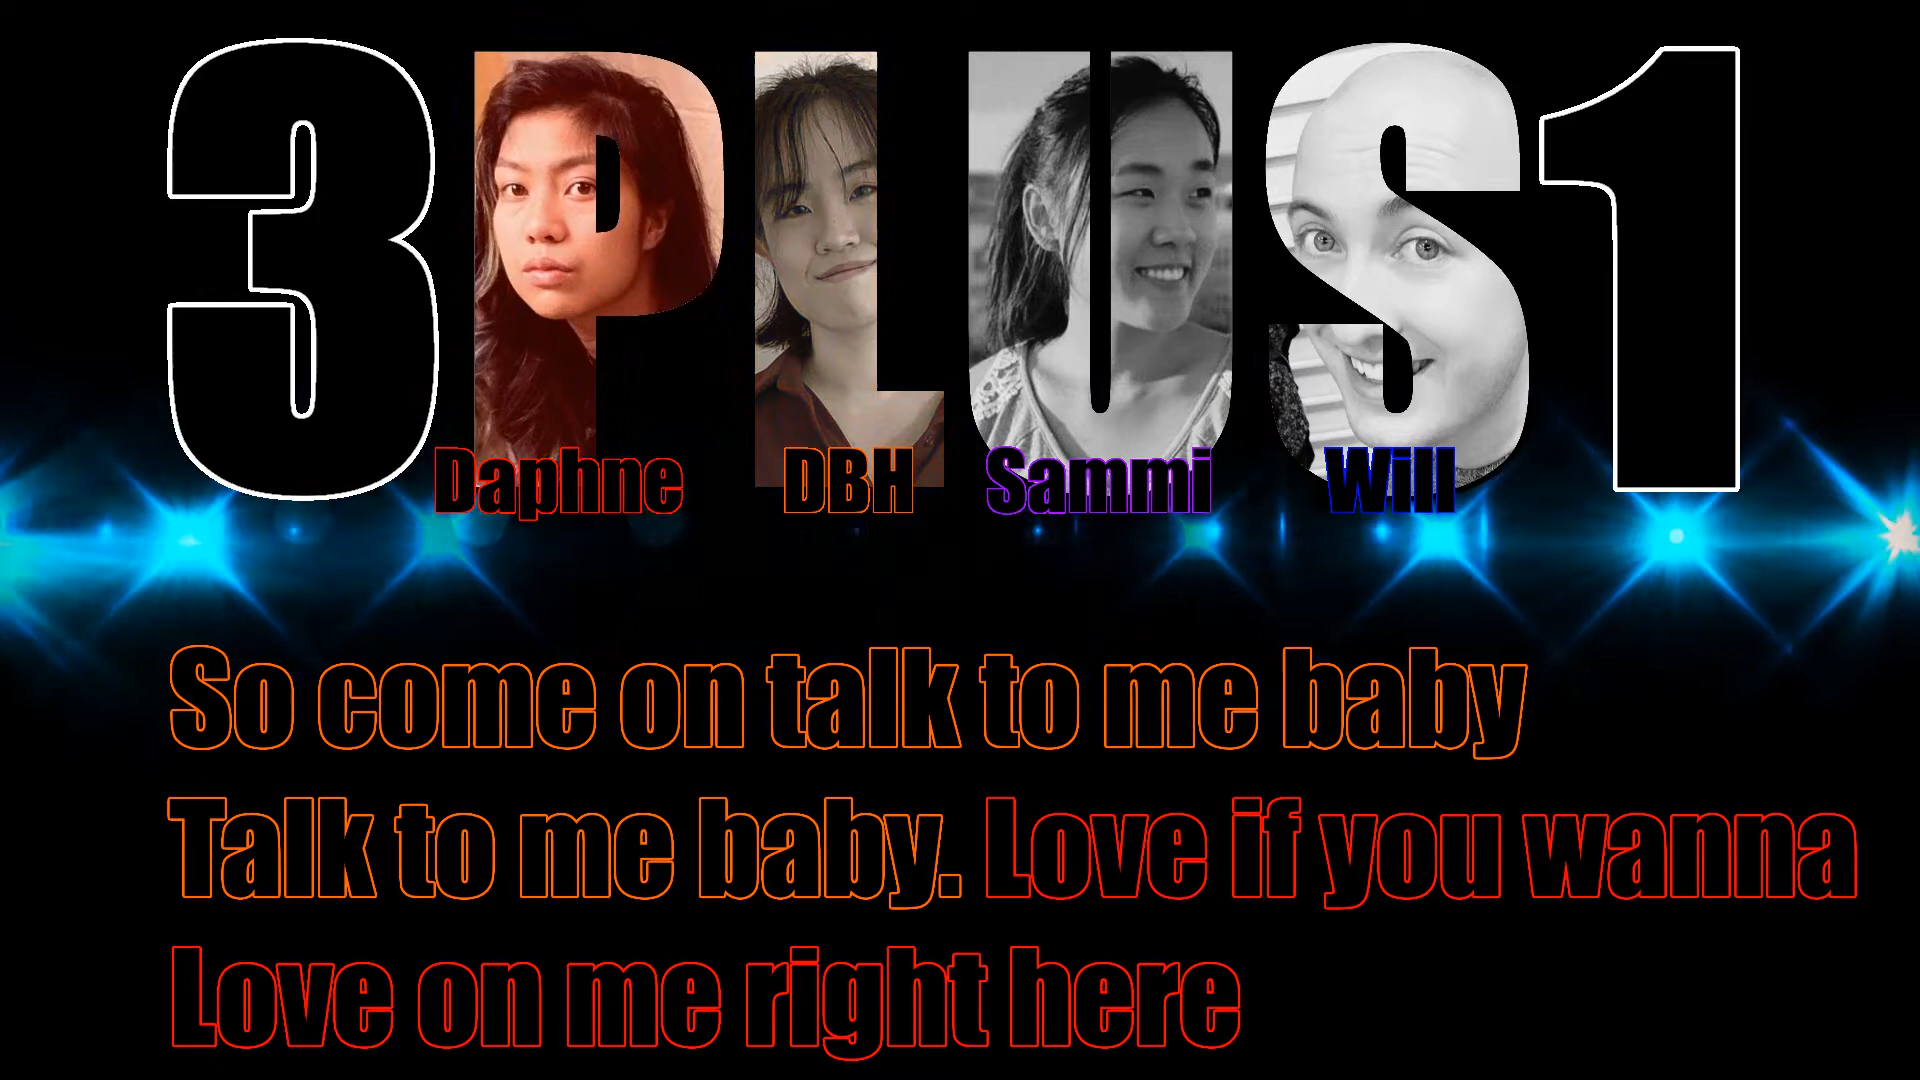 3PLUS1
Daphne DBH Sammi Will
So come on talk to me baby
Talk to me baby. Love if you wanna
Love on me right here